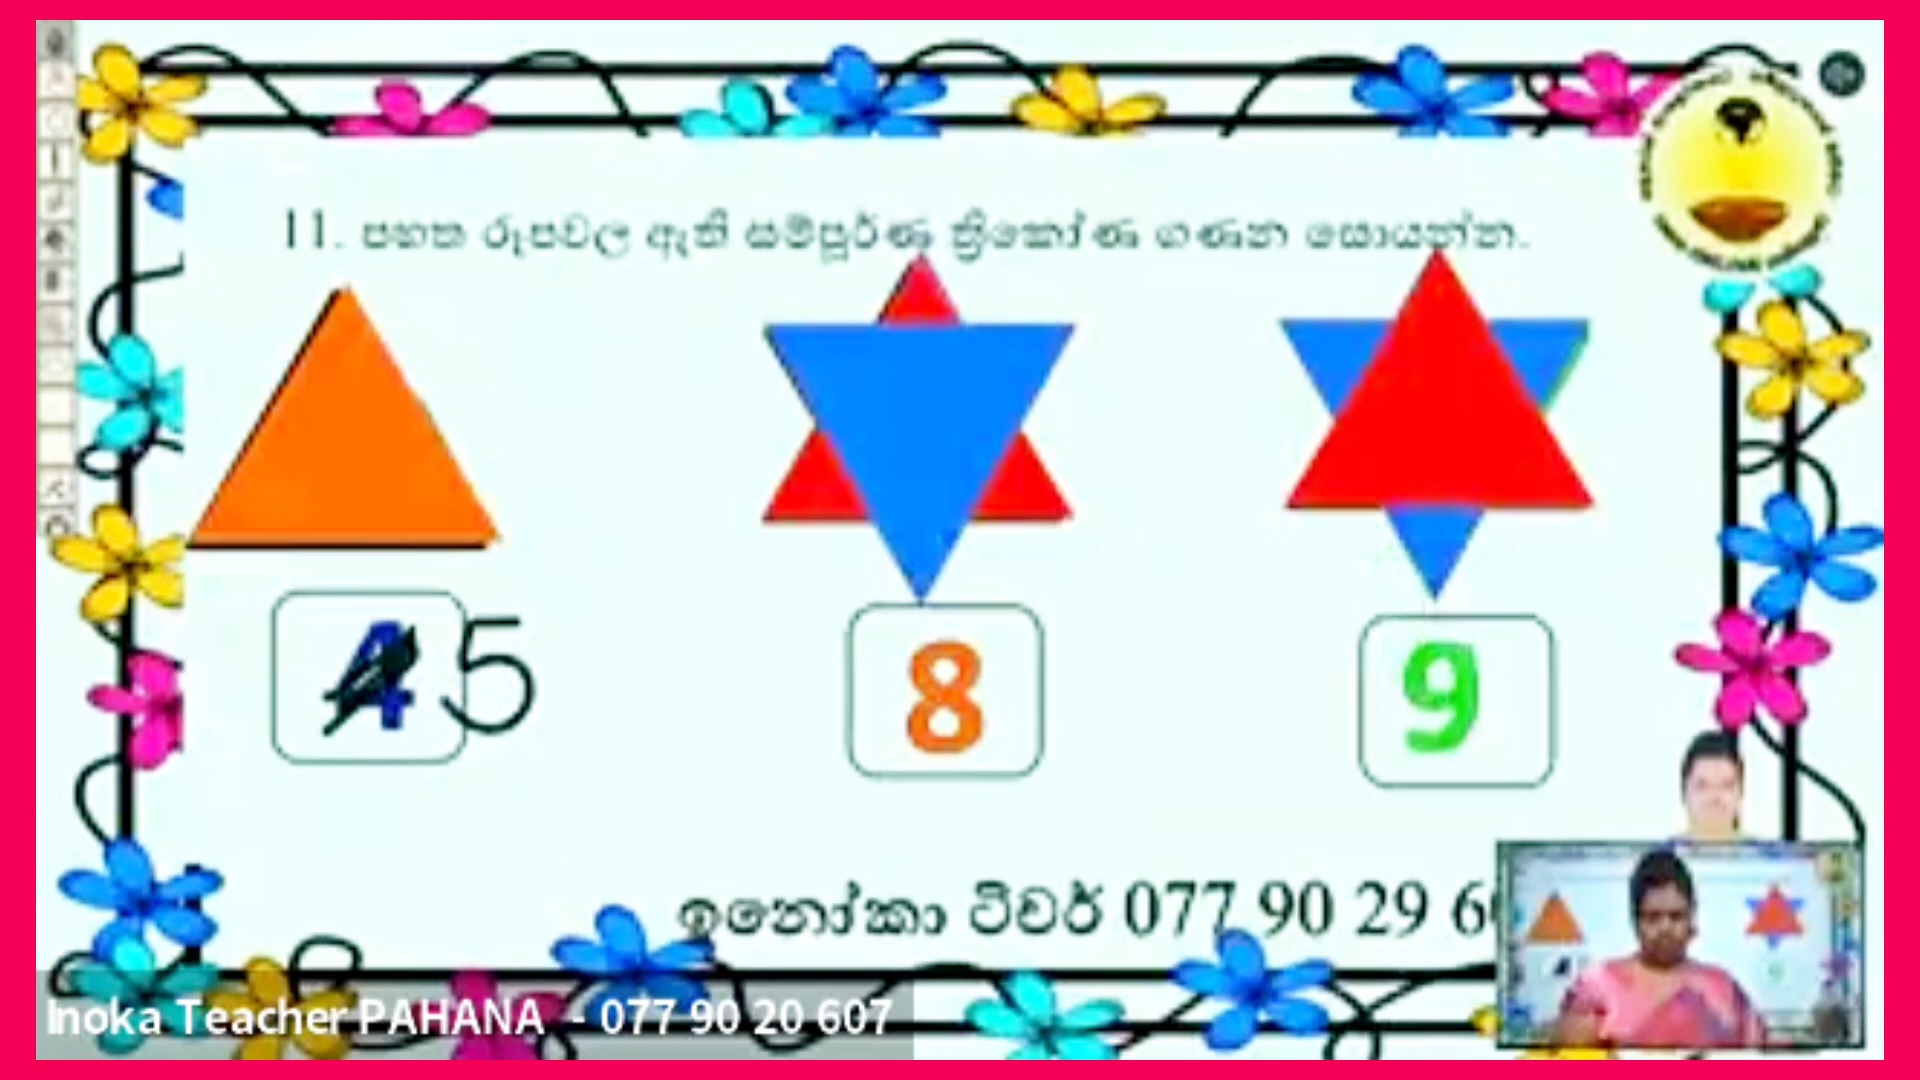 11. පහත රූපවල ඇති සම්පූර්ණ ත්‍රිකෝණ ගණන සොයන්න.
4 5
8
9
ඉනෝකා ටීචර් 077 90 29 60
Inoka Teacher PAHANA - 077 90 20 607